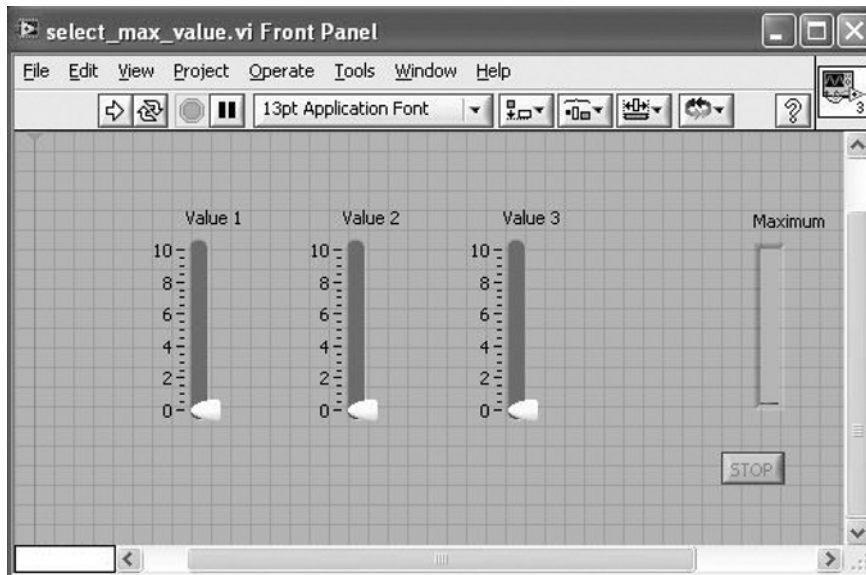 select_max_value.vi Front Panel
File Edit View Project Operate Tools Window Help
13pt Application Font
3
Value 1 Value 2 Value 3 Maximum
10 10 10
8 8 8
6 6 6
4 4 4
2 2 2
0 0 0
STOP